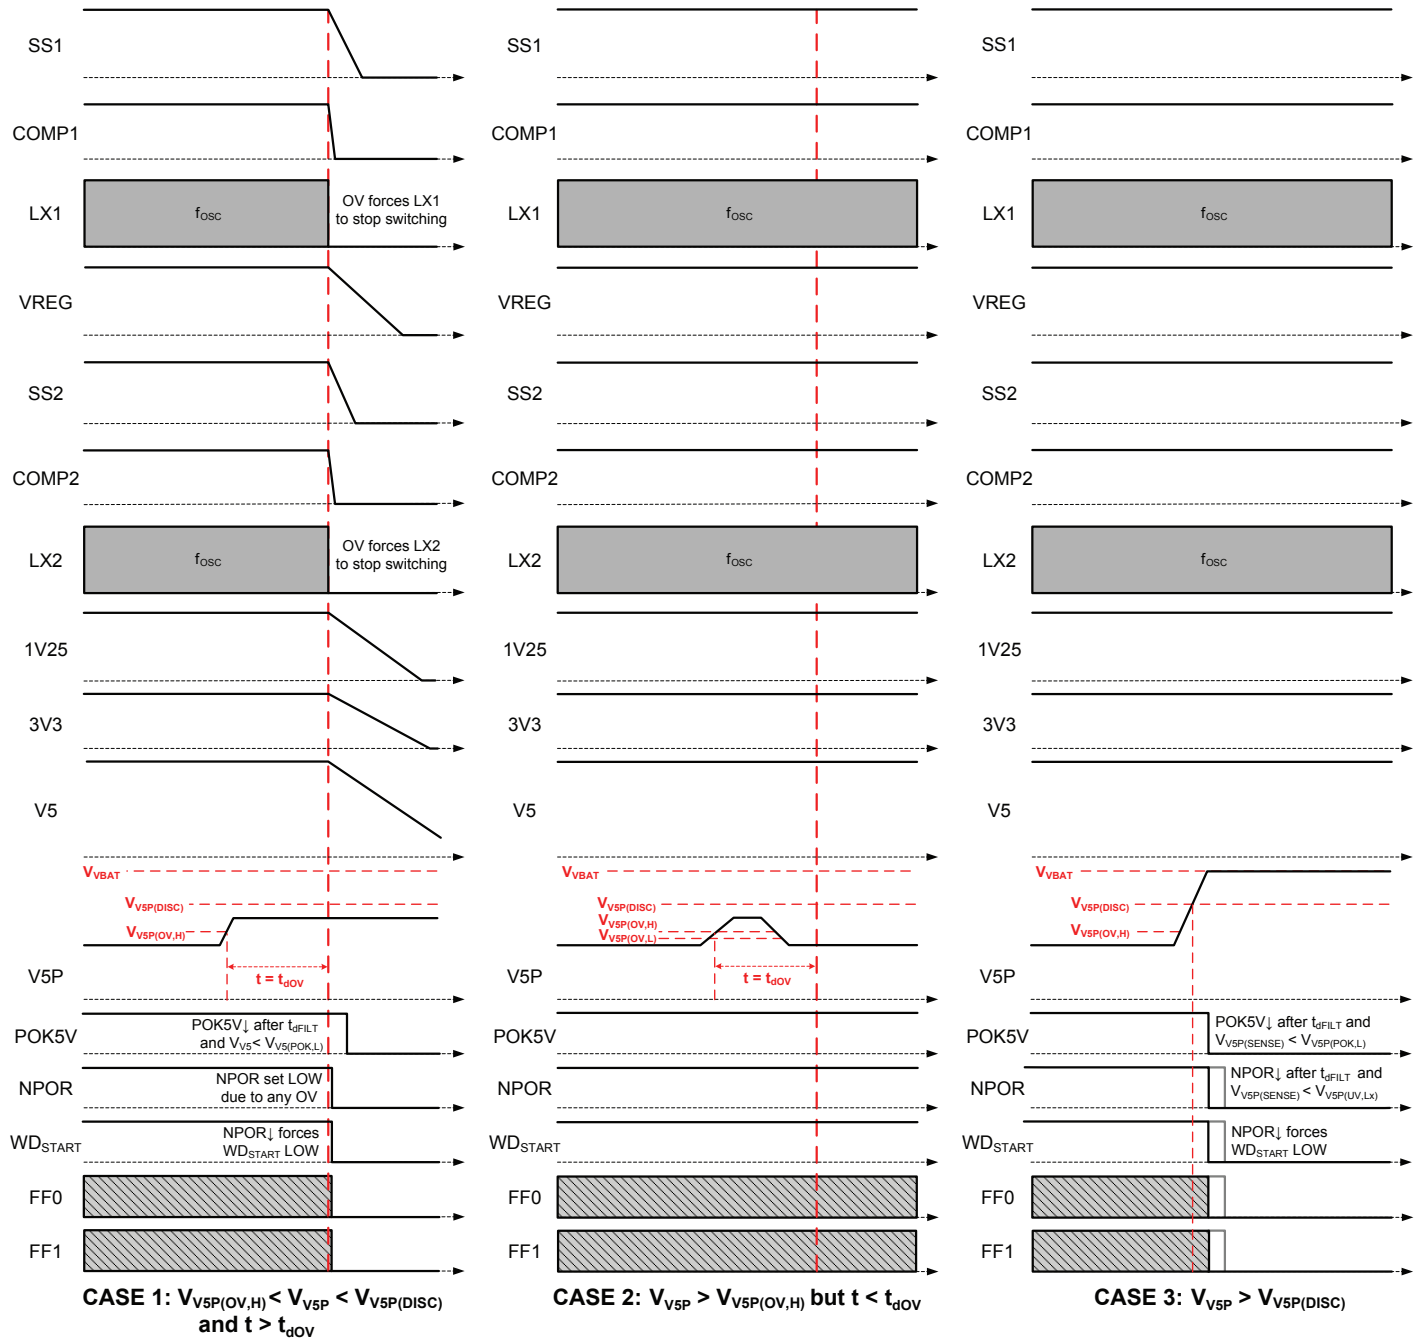 SS1
COMP1
LX1
fOSC
OV forces LX1
to stop switching
VREG
SS2
COMP2
LX2
fOSC
OV forces LX2
to stop switching
1V25
3V3
V5
VVBAT
VV5P(DISC)
VV5P(OV,H)
t = tdOV
V5P
POK5V
POK5V↓ after tdFILT
and VV5< VV5(POK,L)
NPOR
NPOR set LOW
due to any OV
WDSTART
NPOR↓ forces
WDSTART LOW
FF0
FF1
CASE 1: VV5P(OV,H) < VV5P < VV5P(DISC)
and t > tdOV
SS1
COMP1
LX1
fOSC
VREG
SS2
COMP2
LX2
fOSC
1V25
3V3
V5
VVBAT
VV5P(DISC)
VV5P(OV,H)
VV5P(OV,L)
t = tdOV
V5P
POK5V
NPOR
WDSTART
FF0
FF1
CASE 2: VV5P > VV5P(OV,H) but t < tdOV
SS1
COMP1
LX1
fOSC
VREG
SS2
COMP2
LX2
fOSC
1V25
3V3
V5
VVBAT
VV5P(DISC)
VV5P(OV,H)
V5P
POK5V
POK5V↓ after tdFILT and
VV5P(SENSE) < VV5P(POK,L)
NPOR
NPOR↓ after tdFILT and
VV5P(SENSE) < VV5P(UV,Lx)
WDSTART
NPOR↓ forces
WDSTART LOW
FF0
FF1
CASE 3: VV5P > VV5P(DISC)